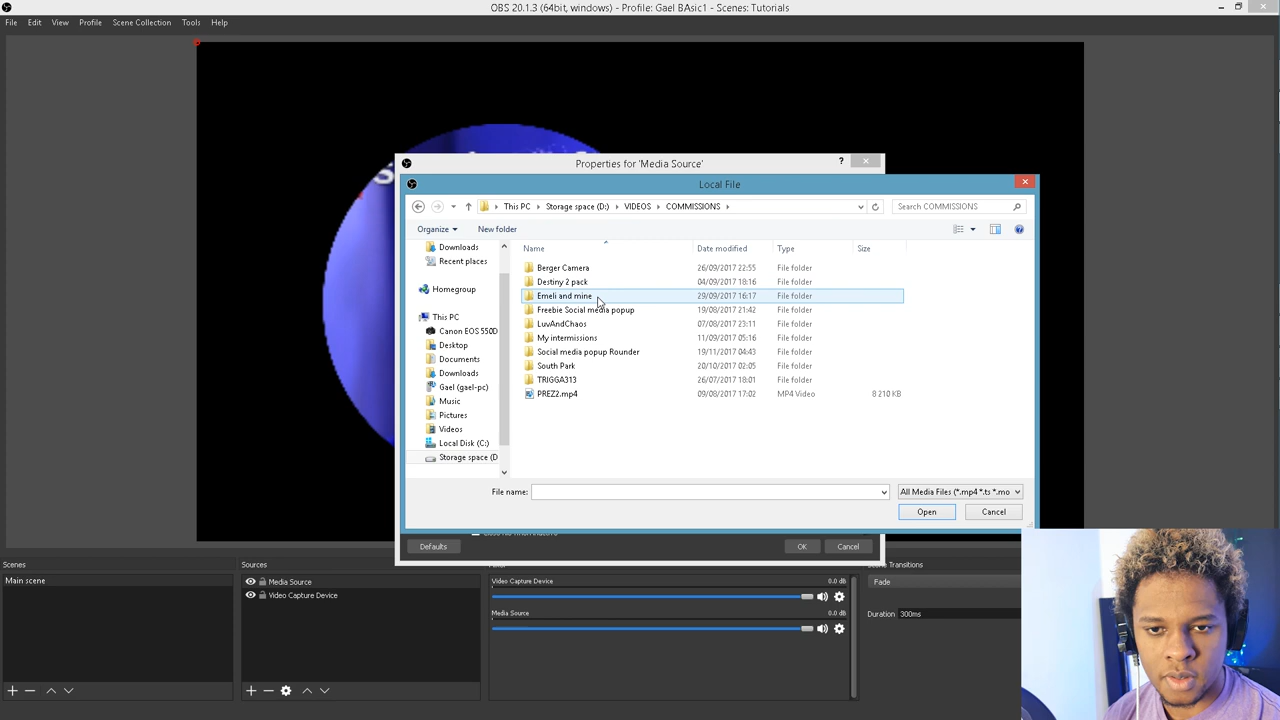 OBS 20.1.3 (64bit, windows) - Profile: Gael BAsic1 - Scenes: Tutorials
File Edit View Profile Scene Collection Tools Help
Properties for 'Media Source' ?
Local File
This PC Storage space (D:) VIDEOS COMMISSIONS Search COMMISSIONS
Organize New folder
Name Date modified Type Size
Downloads
Recent places
Homegroup
This PC
Canon EOS 550D
Desktop
Documents
Downloads
Gael (gael-pc)
Music
Pictures
Videos
Local Disk (C:)
Storage space (D
Berger Camera 26/09/2017 22:55 File folder
Destiny 2 pack 04/09/2017 18:16 File folder
Emeli and mine 29/09/2017 16:17 File folder
Freebie Social media popup 19/08/2017 21:42 File folder
LuvAndChaos 07/08/2017 23:11 File folder
My intermissions 11/09/2017 05:16 File folder
Social media popup Rounder 19/11/2017 04:43 File folder
South Park 20/10/2017 02:05 File folder
TRIGGA313 26/07/2017 18:01 File folder
PREZ2.mp4 09/08/2017 17:02 MP4 Video 8 210 KB
File name: All Media Files (*.mp4 *.ts *.mo
Open Cancel
Defaults OK Cancel
Scenes
Main scene
Sources
Media Source
Video Capture Device
Video Capture Device 0.0 dB
Media Source 0.0 dB
Transitions
Fade
Duration 300ms